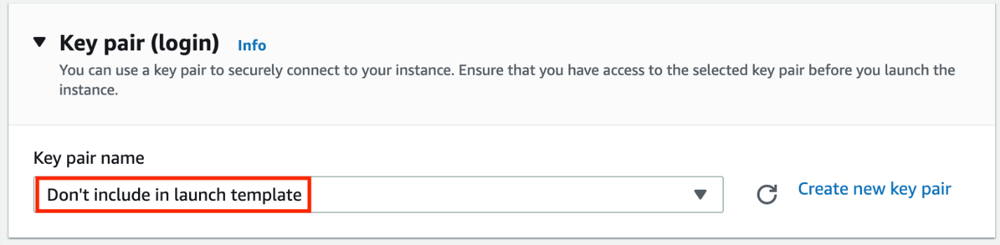 Key pair (login) Info
You can use a key pair to securely connect to your instance. Ensure that you have access to the selected key pair before you launch the
instance.
Key pair name
Don't include in launch template
Create new key pair